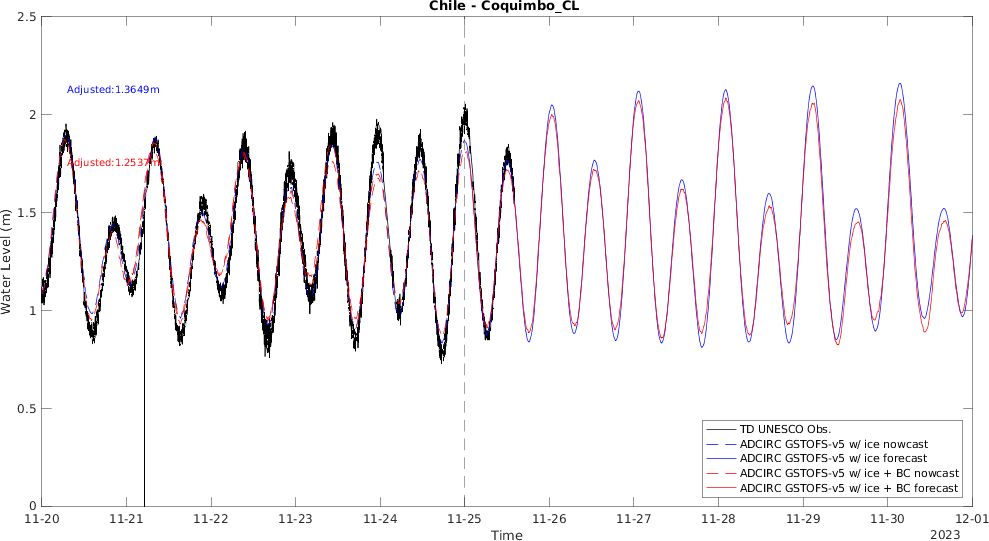 Chile - Coquimbo_CL
2.5
2
1.5
1
0.5
0
Water Level (m)
Adjusted:1.3649m
Adjusted:1.2537m
TD UNESCO Obs.
ADCIRC GSTOFS-v5 w/ ice nowcast
ADCIRC GSTOFS-v5 w/ ice forecast
ADCIRC GSTOFS-v5 w/ ice + BC nowcast
ADCIRC GSTOFS-v5 w/ ice + BC forecast
11-20 11-21 11-22 11-23 11-24 11-25 11-26 11-27 11-28 11-29 11-30 12-01
Time
2023